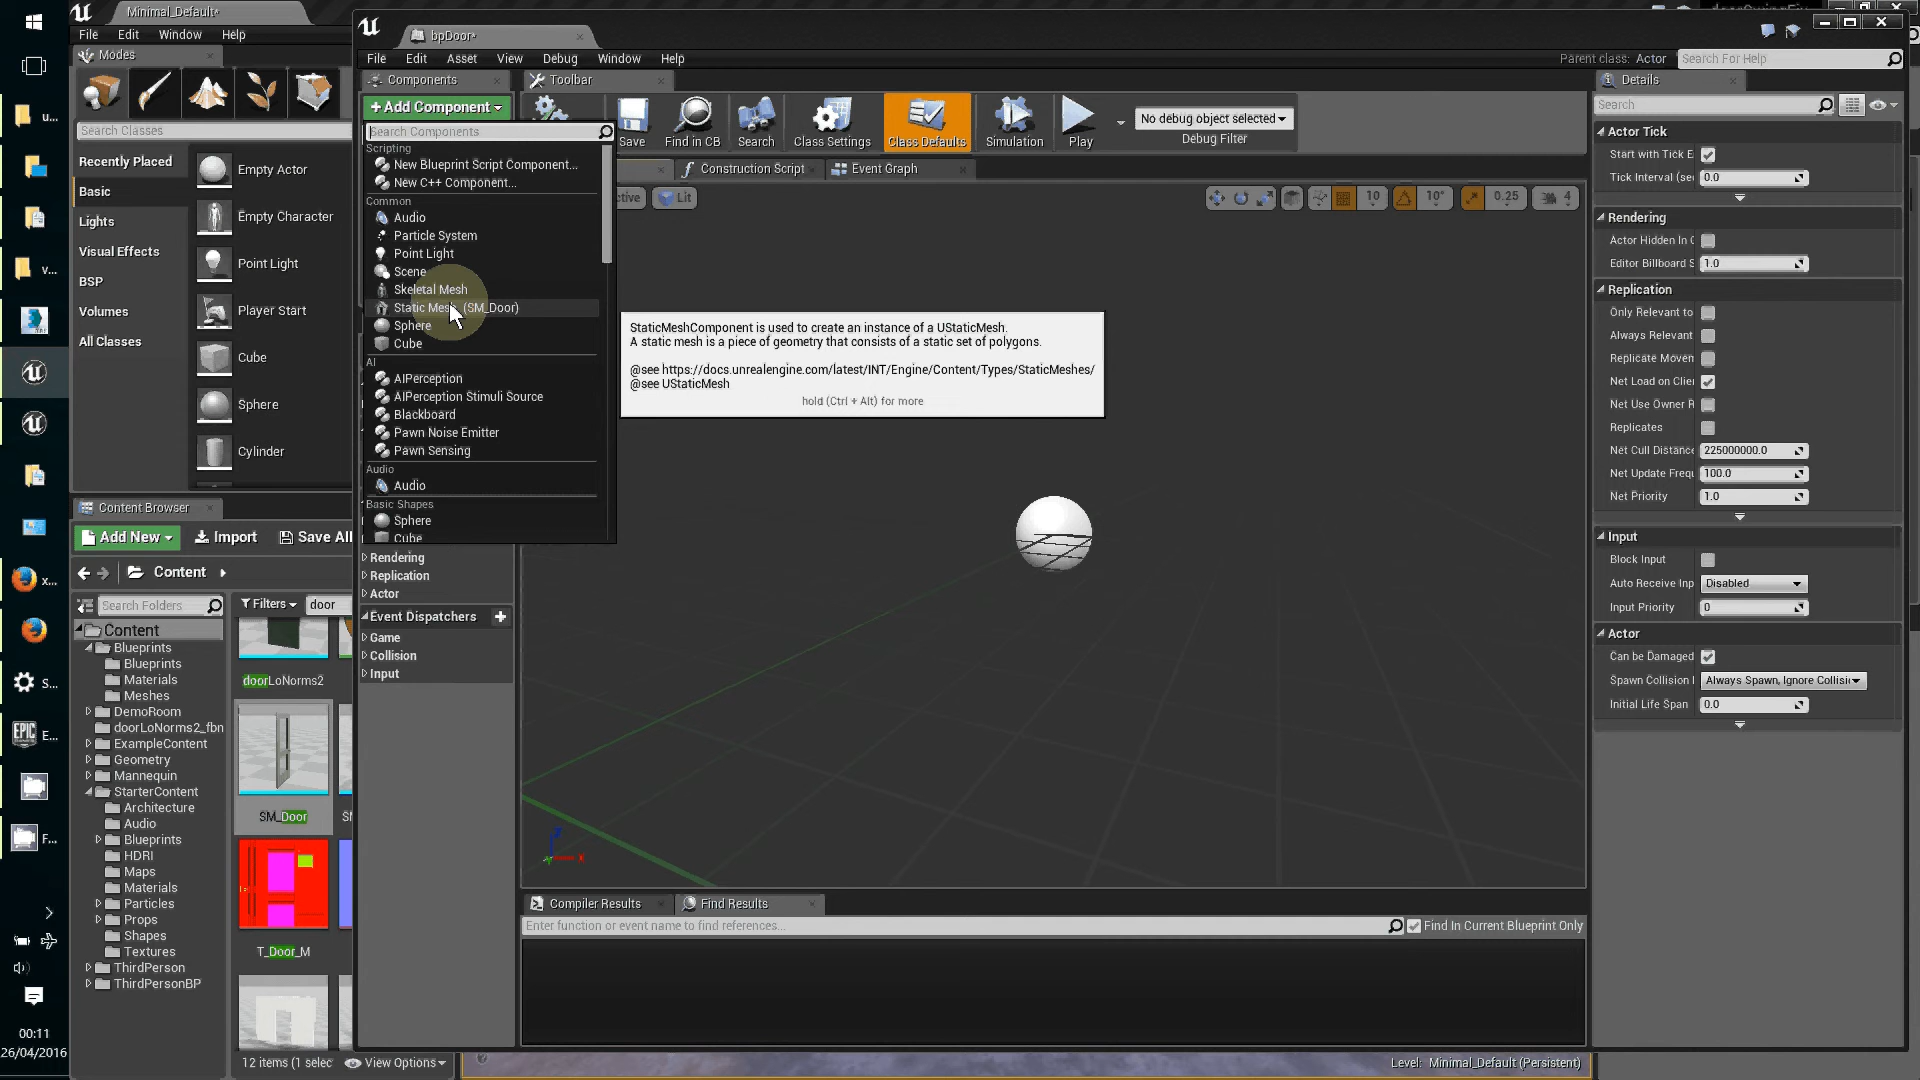 Minimal_Default*
File Edit Window Help
Modes
Search Classes
Recently Placed
Basic
Lights
Visual Effects
BSP
Volumes
All Classes
Empty Actor
Empty Character
Point Light
Player Start
Cube
Sphere
Cylinder
Content Browser
Add New Import Save All
Content
Search Folders
Filters door
Content
Blueprints
Blueprints
Materials
Meshes
DemoRoom
doorLoNorms2_fbn
ExampleContent
Geometry
Mannequin
StarterContent
Architecture
Audio
Blueprints
HDRI
Maps
Materials
Particles
Props
Shapes
Textures
ThirdPerson
ThirdPersonBP
doorLoNorms2
SM_Door
T_Door_M
12 items (1 selec View Options
u...
v...
x...
S...
EPIC
E...
F...
00:11
26/04/2016
bpDoor*
File Edit Asset View Debug Window Help
Parent class: Actor Search For Help
Components
Toolbar
+Add Component
Search Components
Scripting
New Blueprint Script Component...
New C++ Component...
Common
Audio
Particle System
Point Light
Scene
Skeletal Mesh
Static Mes (SM_Door)
Sphere
Cube
AI
AIPerception
AIPerception Stimuli Source
Blackboard
Pawn Noise Emitter
Pawn Sensing
Audio
Audio
Basic Shapes
Sphere
Cube
Rendering
Replication
Actor
Event Dispatchers
Game
Collision
Input
Save Find in CB Search Class Settings Class Defaults Simulation Play
No debug object selected
Debug Filter
Construction Script Event Graph
ctive Lit
10 10° 0.25 4
StaticMeshComponent is used to create an instance of a UStaticMesh.
A static mesh is a piece of geometry that consists of a static set of polygons.
@see https://docs.unrealengine.com/latest/INT/Engine/Content/Types/StaticMeshes/
@see UStaticMesh
hold (Ctrl + Alt) for more
Compiler Results Find Results
Enter function or event name to find references...
Find In Current Blueprint Only
Level: Minimal_Default (Persistent)
Details
Search
Actor Tick
Start with Tick E
Tick Interval (sec 0.0
Rendering
Actor Hidden In G
Editor Billboard S 1.0
Replication
Only Relevant to
Always Relevant
Replicate Movem
Net Load on Clien
Net Use Owner R
Replicates
Net Cull Distance 225000000.0
Net Update Frequ 100.0
Net Priority 1.0
Input
Block Input
Auto Receive Inp Disabled
Input Priority 0
Actor
Can be Damaged
Spawn Collision Always Spawn, Ignore Collisi
Initial Life Span 0.0